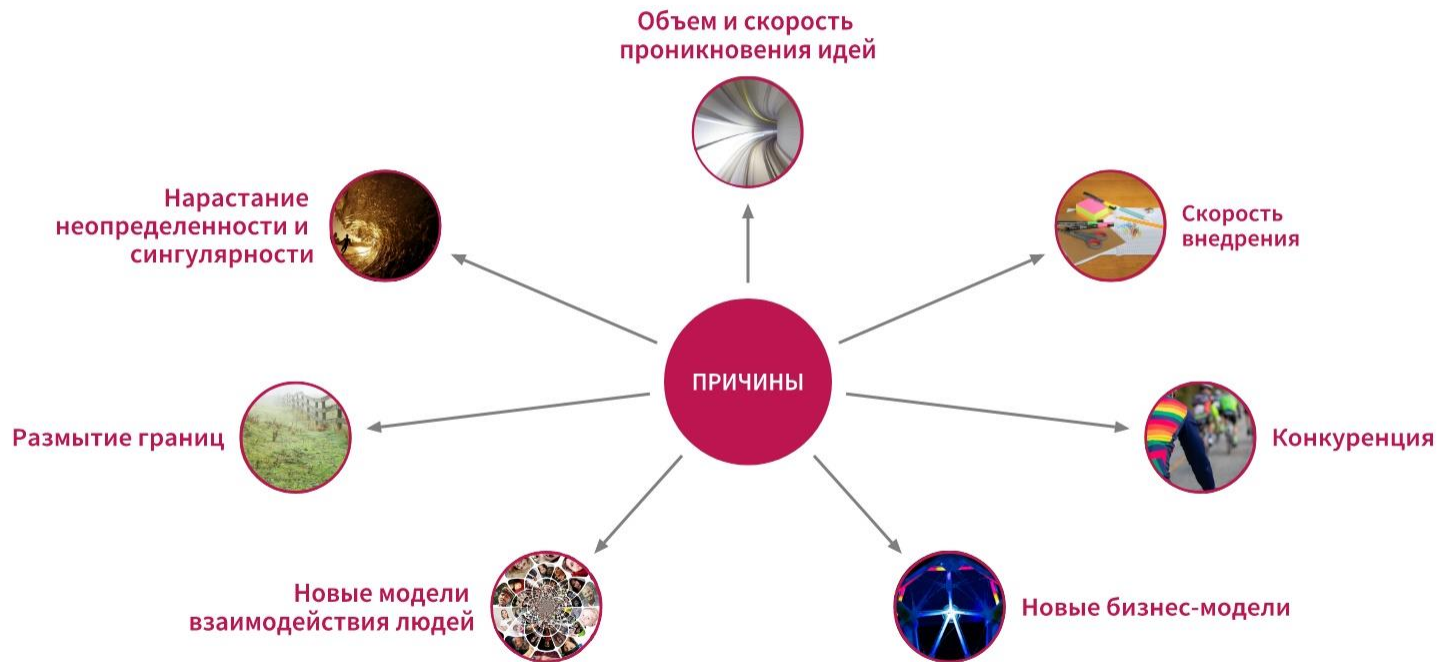 Объем и скорость
проникновения идей
Нарастание
неопределенности и
сингулярности
Скорость
внедрения
ПРИЧИНЫ
Размытие границ
Конкуренция
Новые модели
взаимодействия людей
Новые бизнес-модели